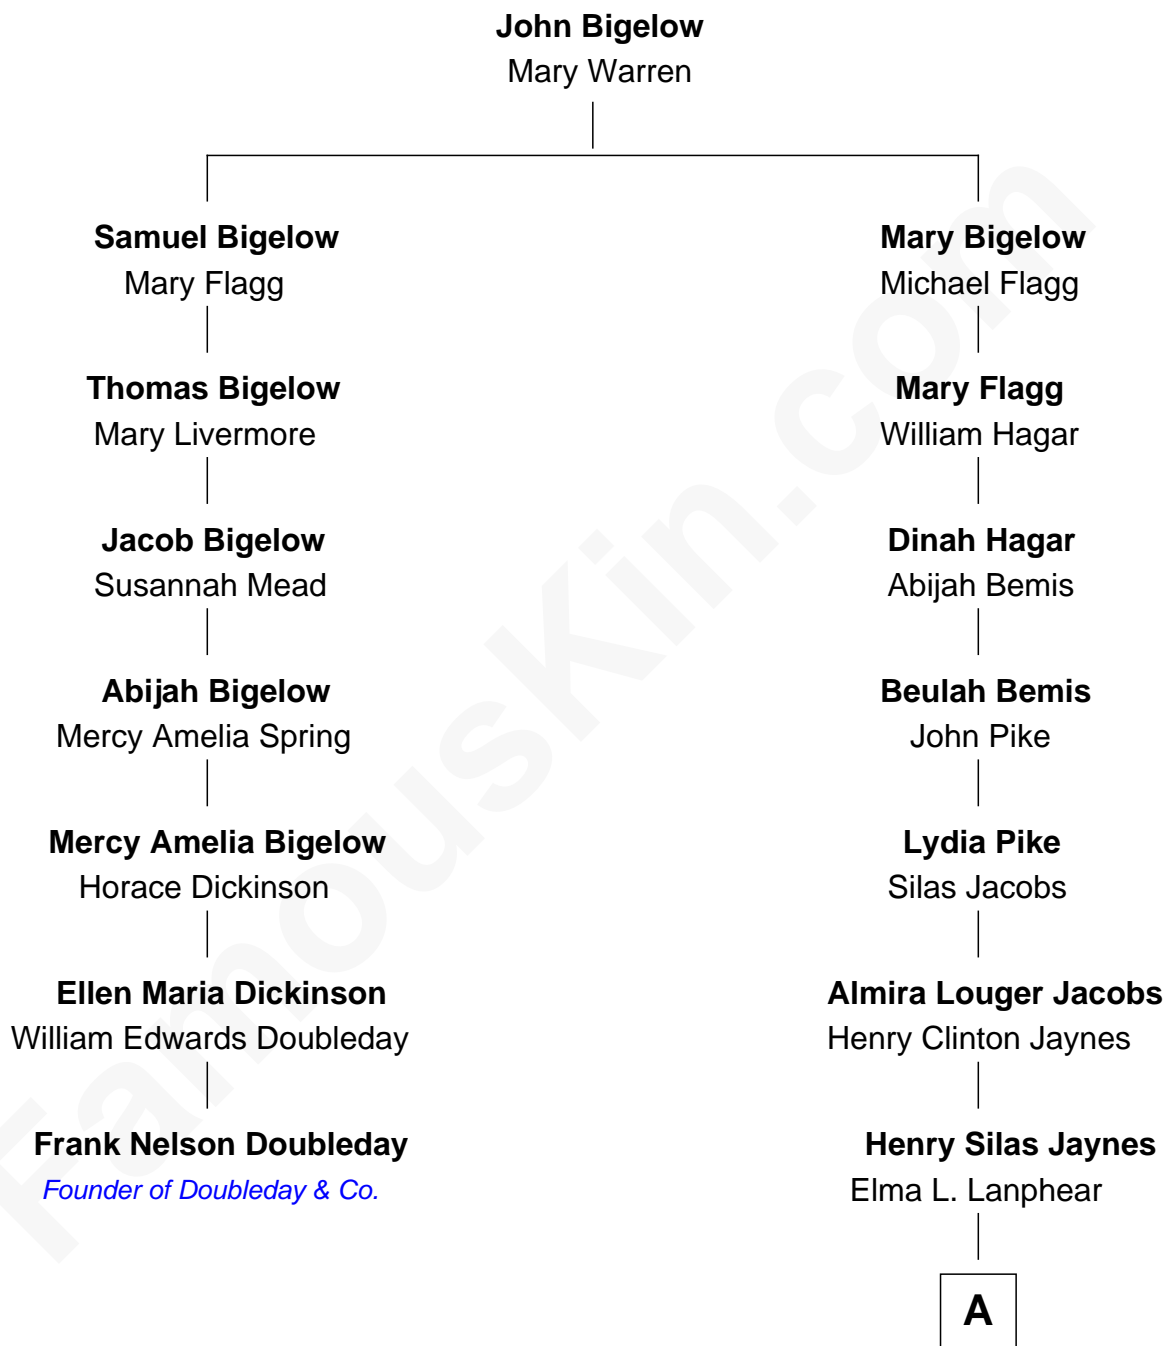 John Bigelow
Mary Warren
Samuel Bigelow
Mary Flagg
Thomas Bigelow
Mary Livermore
Jacob Bigelow
Susannah Mead
Abijah Bigelow
Mercy Amelia Spring
Mercy Amelia Bigelow
Horace Dickinson
Ellen Maria Dickinson
William Edwards Doubleday
Frank Nelson Doubleday
Founder of Doubleday & Co.
Mary Bigelow
Michael Flagg
Mary Flagg
William Hagar
Dinah Hagar
Abijah Bemis
Beulah Bemis
John Pike
Lydia Pike
Silas Jacobs
Almira Louger Jacobs
Henry Clinton Jaynes
Henry Silas Jaynes
Elma L. Lanphear
A
FamousKin.com